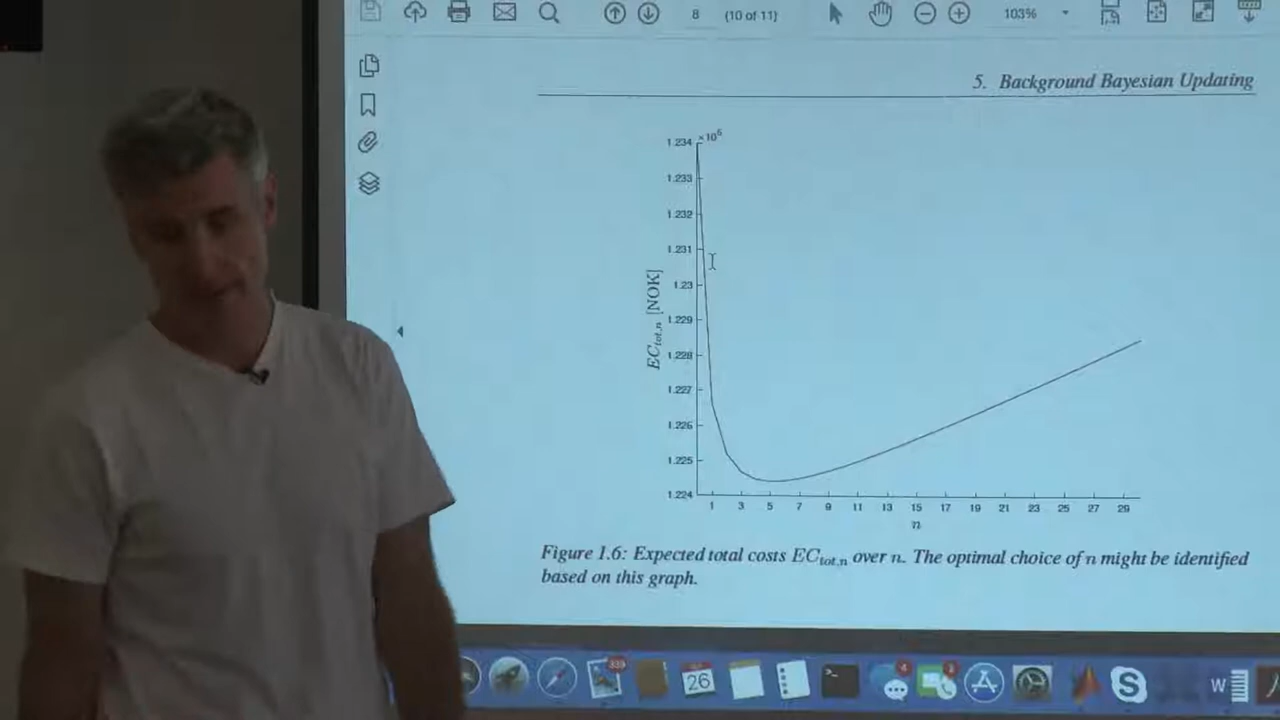 8 (10 of 11) 103%
5. Background Bayesian Updating
×10⁶
1.234
1.233
1.232
1.231
1.23
1.229
1.228
1.227
1.226
1.225
1.224
EC_tot,n [NOK]
1 3 5 7 9 11 13 15 17 19 21 23 25 27 29
n
Figure 1.6: Expected total costs EC_tot,n over n. The optimal choice of n might be identified
based on this graph.
339
26
4
W